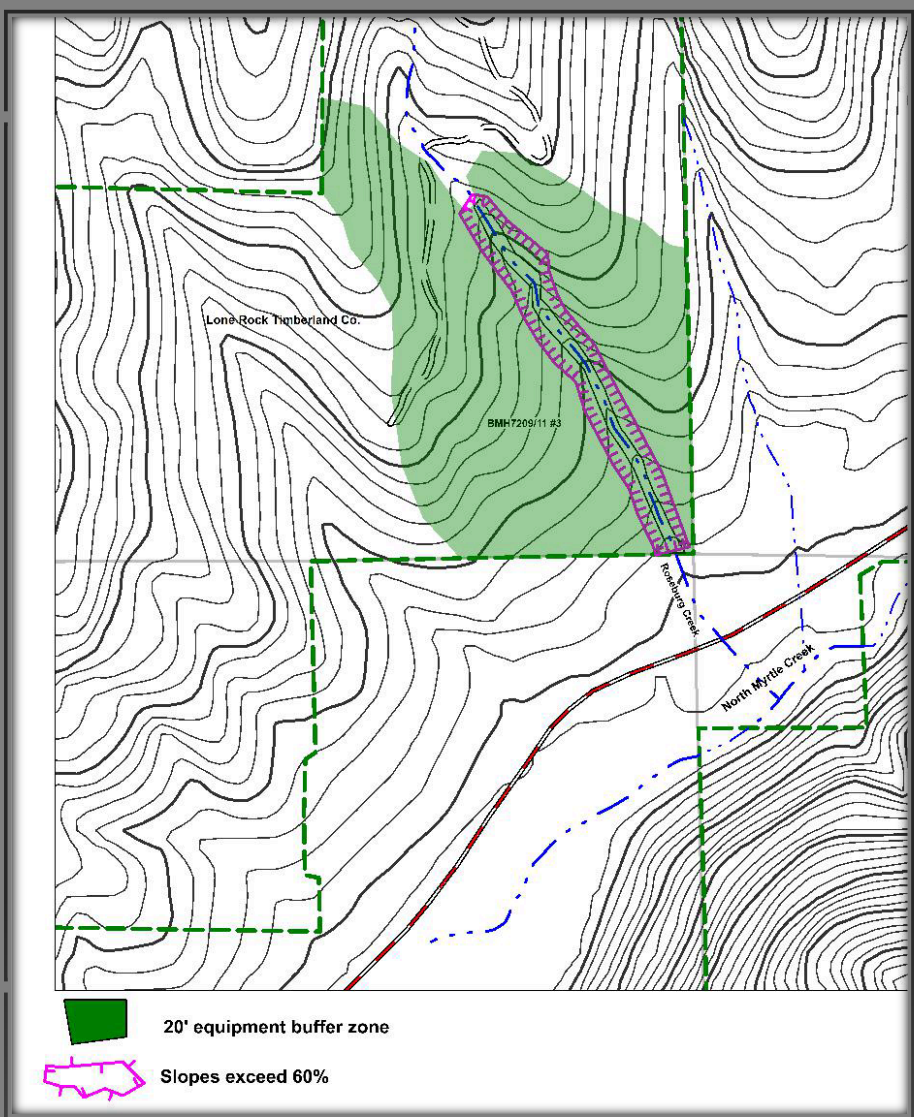 Lone Rock Timberland Co.
BMH7209/11 #3
Roseburg Creek
North Myrtle Creek
20' equipment buffer zone
Slopes exceed 60%